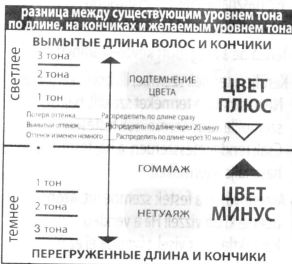 разница между существующим уровнем тона
по длине, на кончиках и желаемым уровнем тона
ВЫМЫТЫЕ ДЛИНА ВОЛОС И КОНЧИКИ
светлее
3 тона
2 тона
1 тон
ПОДТЕМНЕНИЕ
ЦВЕТА
ЦВЕТ
ПЛЮС
Потеря оттенка Распределить по длине сразу
Вымытые оттенок Распределить по длине через 20 минут
Оттенок изменен немного Распределить по длине через 30 минут
темнее
1 тон
2 тона
3 тона
ГОММАЖ
НЕТУАЯЖ
ЦВЕТ
МИНУС
ПЕРЕГРУЖЕННЫЕ ДЛИНА И КОНЧИКИ